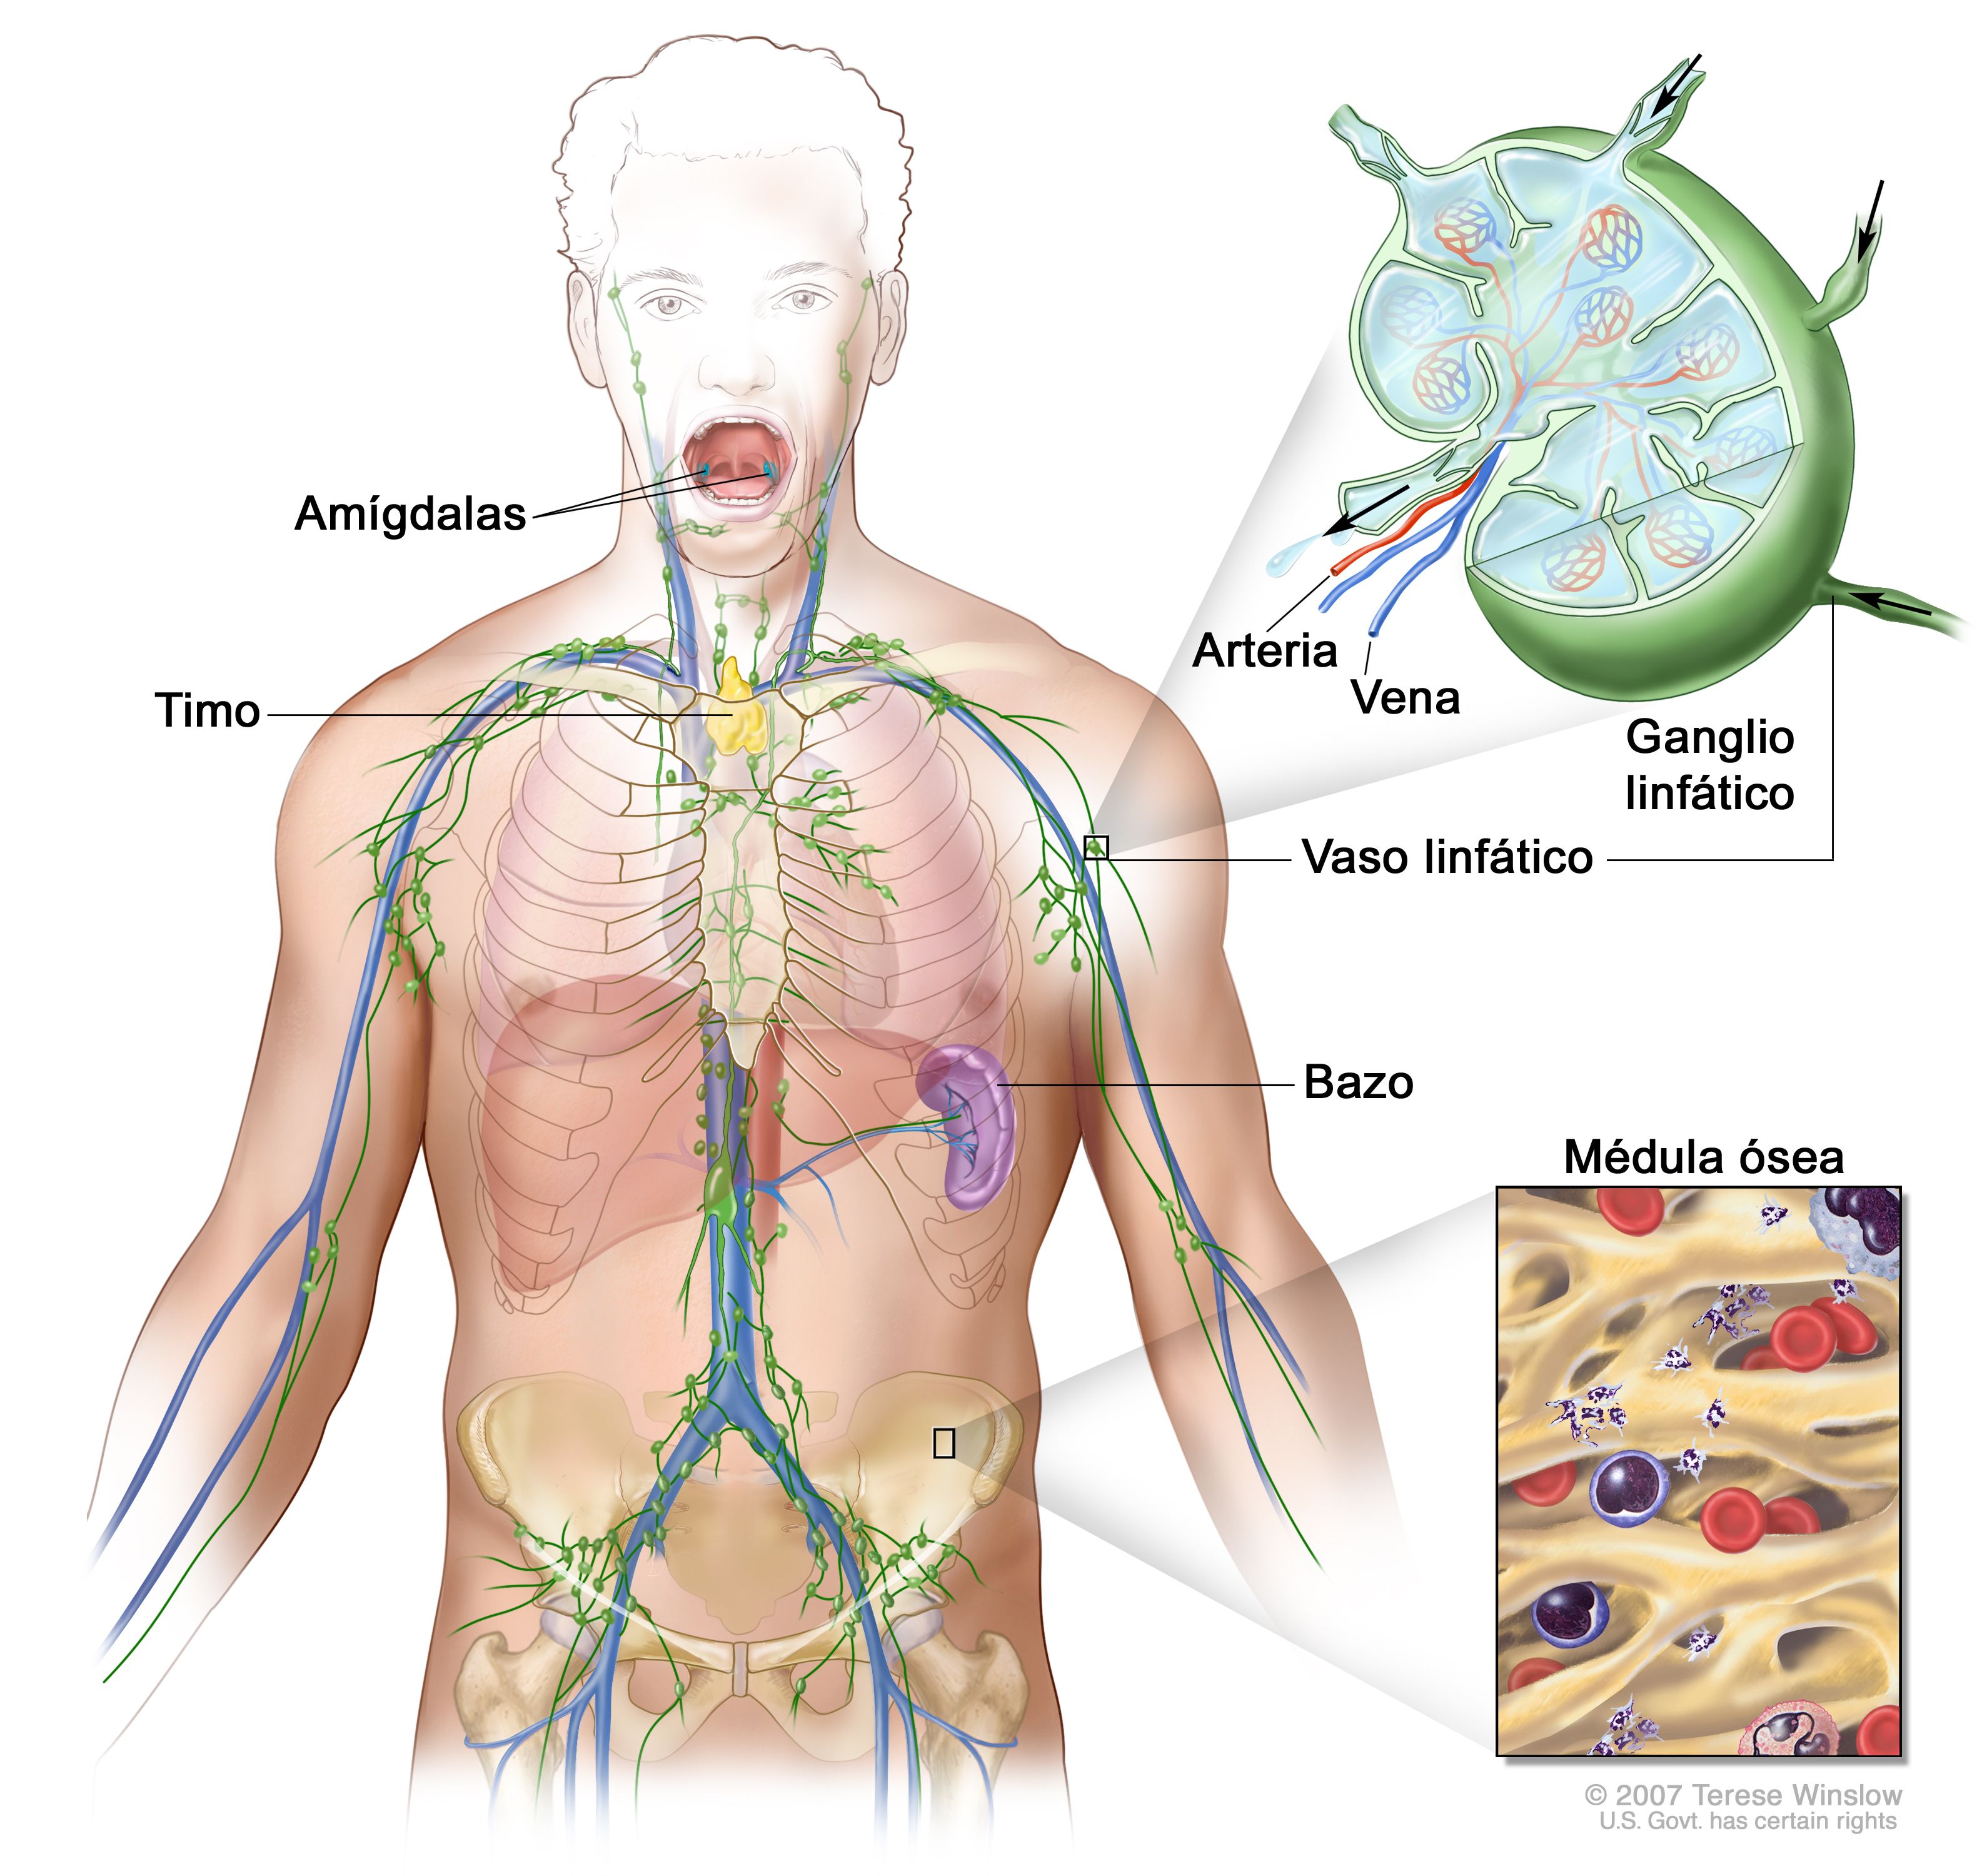 Amígdalas
Timo
Arteria
Vena
Ganglio
linfático
Vaso linfático
Bazo
Médula ósea
© 2007 Terese Winslow
U.S. Govt. has certain rights